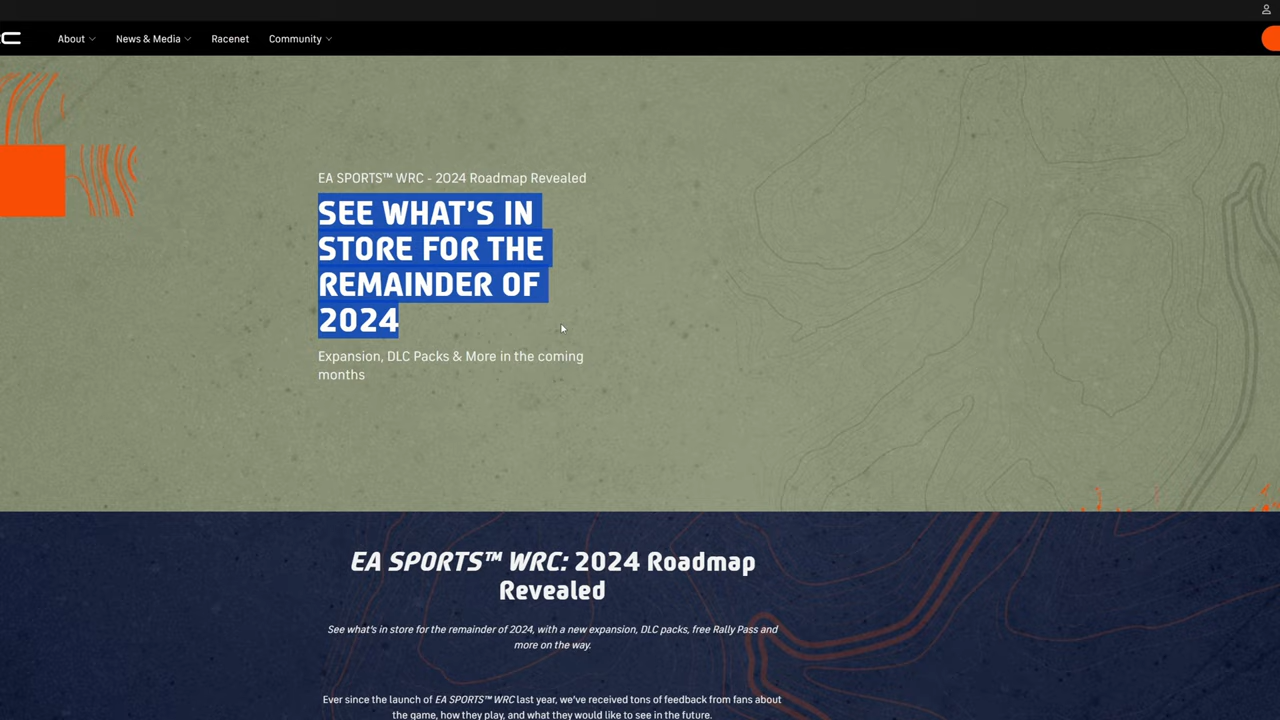 About
News & Media
Racenet
Community
EA SPORTS™ WRC - 2024 Roadmap Revealed
SEE WHAT'S IN
STORE FOR THE
REMAINDER OF
2024
Expansion, DLC Packs & More in the coming
months
EA SPORTS™ WRC: 2024 Roadmap
Revealed
See what's in store for the remainder of 2024, with a new expansion, DLC packs, free Rally Pass and
more on the way.
Ever since the launch of EA SPORTS™ WRC last year, we've received tons of feedback from fans about
the game, how they play, and what they would like to see in the future.